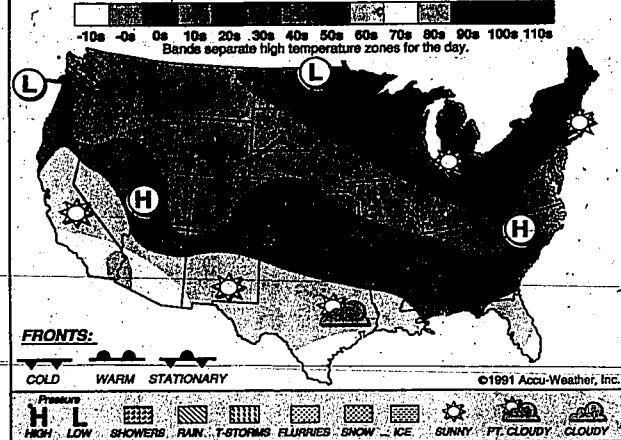 -10s -0s 0s 10s 20s 30s 40s 50s 60s 70s 80s 90s 100s 110s
Bands separate high temperature zones for the day.
L
L
H
H
FRONTS:
COLD WARM STATIONARY
©1991 Accu-Weather, Inc.
Pressure
H L
HIGH LOW SHOWERS RAIN T-STORMS FLURRIES SNOW ICE SUNNY PT. CLOUDY CLOUDY